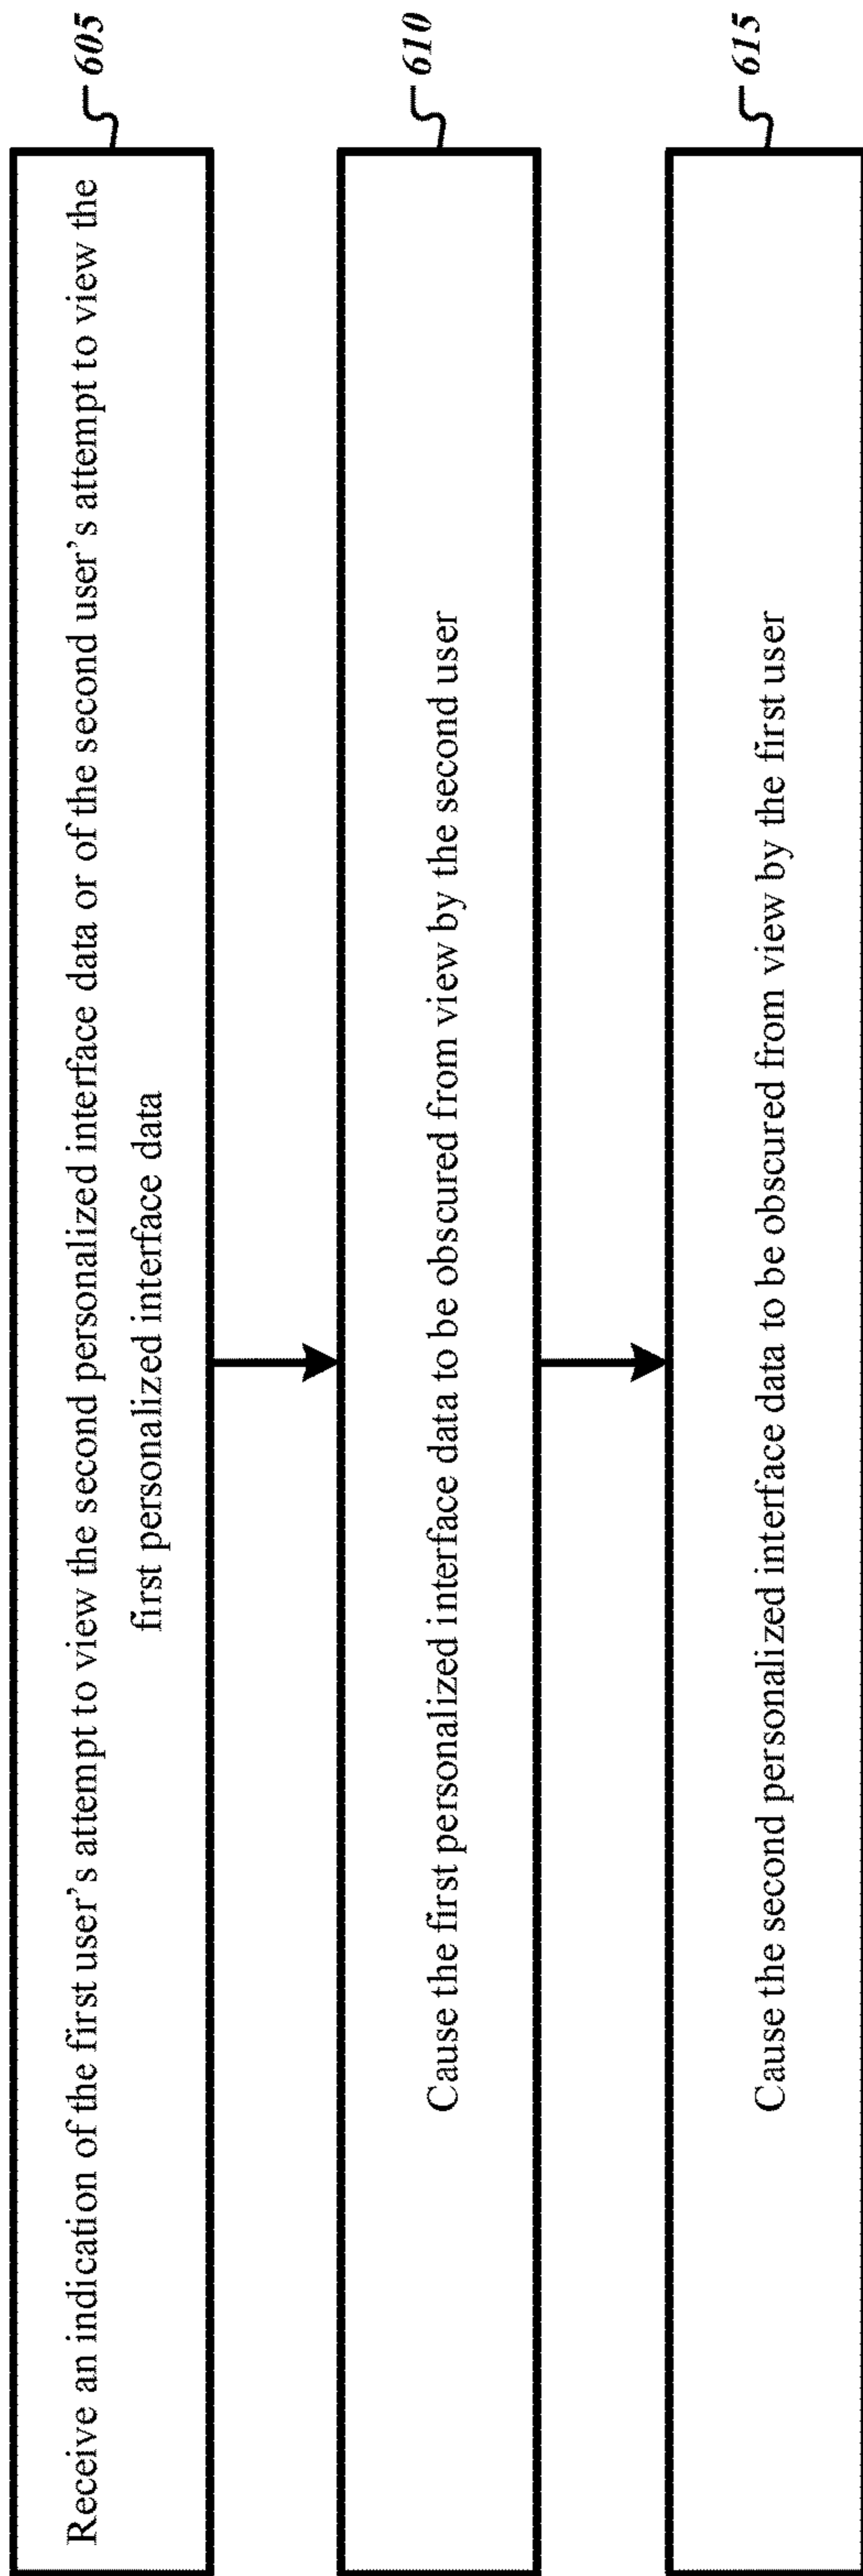 Receive an indication of the first user’s attempt to view the second personalized interface data or of the second user’s attempt to view the
first personalized interface data
605
Cause the first personalized interface data to be obscured from view by the second user
610
Cause the second personalized interface data to be obscured from view by the first user
615